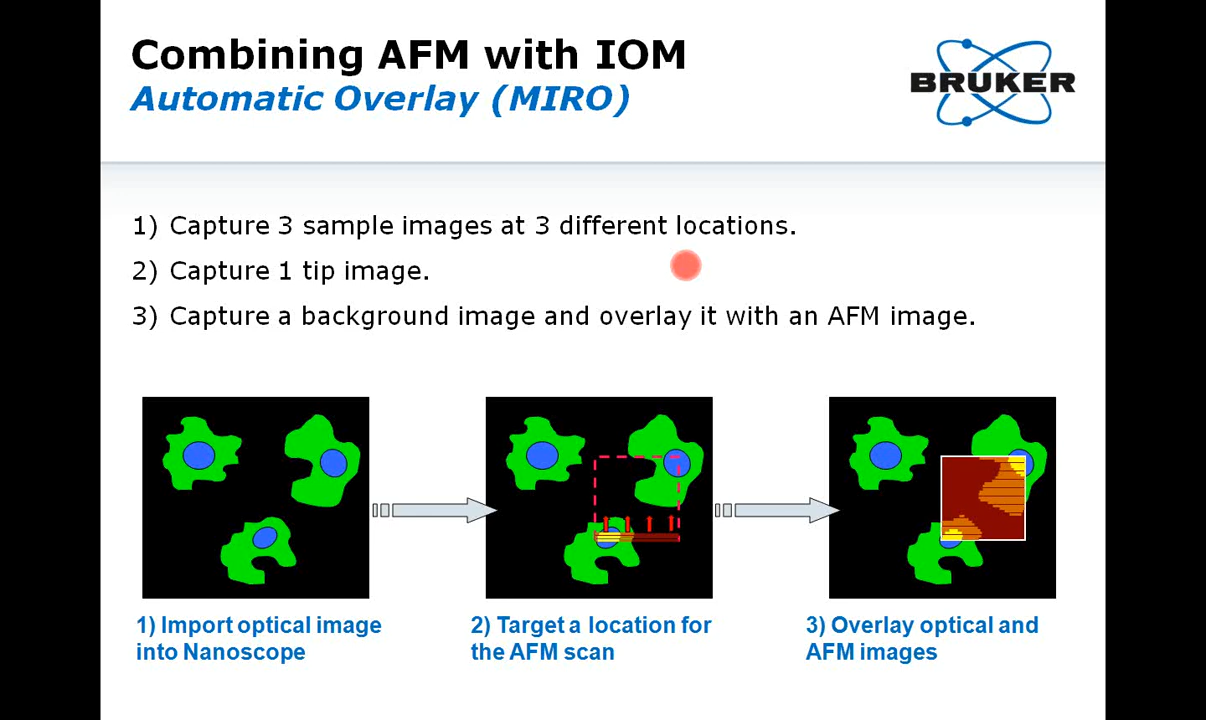 Combining AFM with IOM
Automatic Overlay (MIRO)
BRUKER
1) Capture 3 sample images at 3 different locations.
2) Capture 1 tip image.
3) Capture a background image and overlay it with an AFM image.
1) Import optical image
into Nanoscope
2) Target a location for
the AFM scan
3) Overlay optical and
AFM images